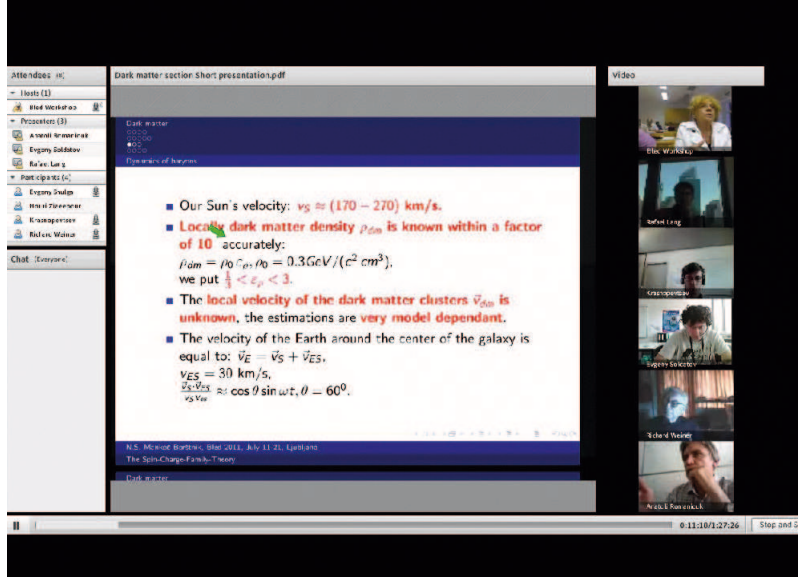 Attendees
Dark matter section Short presentation.pdf
Video
Hosts (1)
Bled Workshop
Presenters (3)
Anatoli Romaniouk
Evgeny Soldatov
Rafael Lang
Participants (4)
Evgeny Shulga
Krasnopevtsev
Richard Weiner
Chat (Everyone)
Dark matter
Dynamics of baryons
Our Sun's velocity: v_S ≈ (170 – 270) km/s.
Locally dark matter density ρ_dm is known within a factor
of 10 accurately:
ρ_dm = ρ_0 ε_ρ, ρ_0 = 0.3GeV/(c² cm³),
we put 1/3 < ε_ρ < 3.
The local velocity of the dark matter clusters v⃗_dm is
unknown, the estimations are very model dependant.
The velocity of the Earth around the center of the galaxy is
equal to: v⃗_E = v⃗_S + v⃗_ES,
v_ES = 30 km/s,
v⃗_S·v⃗_ES / v_S v_ES ≈ cos θ sin ωt, θ = 60⁰.
N.S. Mankoč Borštnik, Bled 2011, July 11-21, Ljubljana
The Spin-Charge-Family-Theory
Dark matter
Bled Workshop
Rafael Lang
Krasnopevtsev
Evgeny Soldatov
Richard Weiner
Anatoli Romaniouk
0:11:10/1:27:26
Stop and S